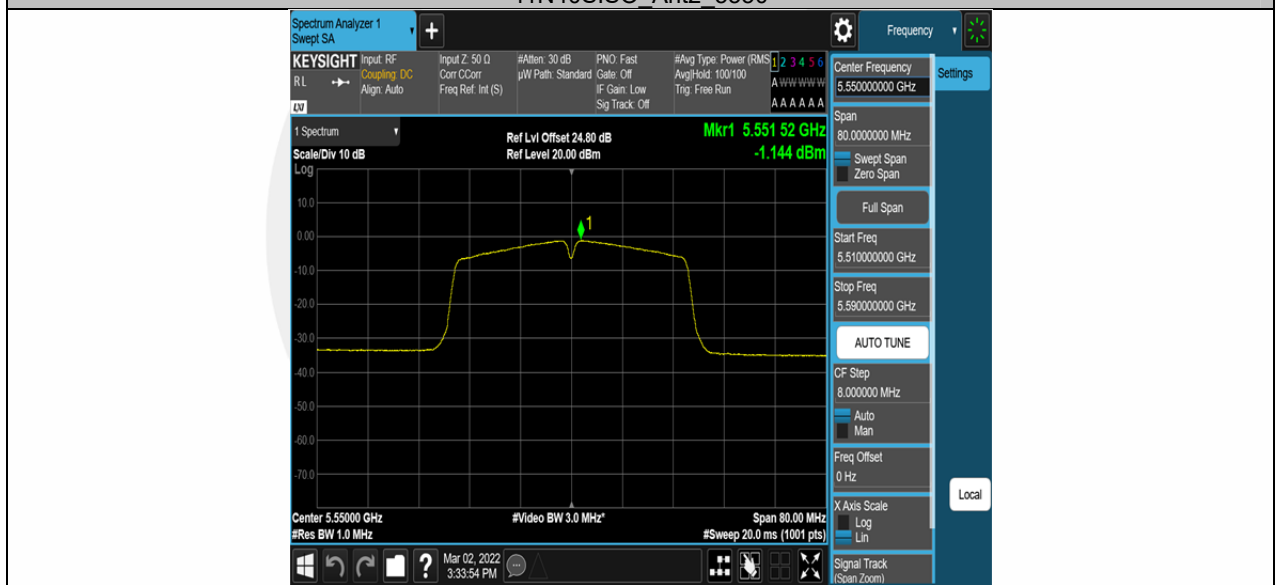 Spectrum Analyzer 1
Swept SA
+
Frequency
KEYSIGHT
RL
LXI
Input: RF
Coupling: DC
Align: Auto
Input Z: 50 Ω
Corr CCorr
Freq Ref: Int (S)
#Atten: 30 dB
µW Path: Standard
PNO: Fast
Gate: Off
IF Gain: Low
Sig Track: Off
#Avg Type: Power (RMS
Avg|Hold: 100/100
Trig: Free Run
1 2 3 4 5 6
A W W W W W
A A A A A A
1 Spectrum
Scale/Div 10 dB
Log
Ref Lvl Offset 24.80 dB
Ref Level 20.00 dBm
Mkr1 5.551 52 GHz
-1.144 dBm
10.0
0.00
-10.0
-20.0
-30.0
-40.0
-50.0
-60.0
-70.0
1
Center 5.55000 GHz
#Res BW 1.0 MHz
#Video BW 3.0 MHz*
Span 80.00 MHz
#Sweep 20.0 ms (1001 pts)
?
Mar 02, 2022
3:33:54 PM
Center Frequency
5.550000000 GHz
Settings
Span
80.0000000 MHz
Swept Span
Zero Span
Full Span
Start Freq
5.510000000 GHz
Stop Freq
5.590000000 GHz
AUTO TUNE
CF Step
8.000000 MHz
Auto
Man
Freq Offset
0 Hz
X Axis Scale
Log
Lin
Local
Signal Track
(Span Zoom)